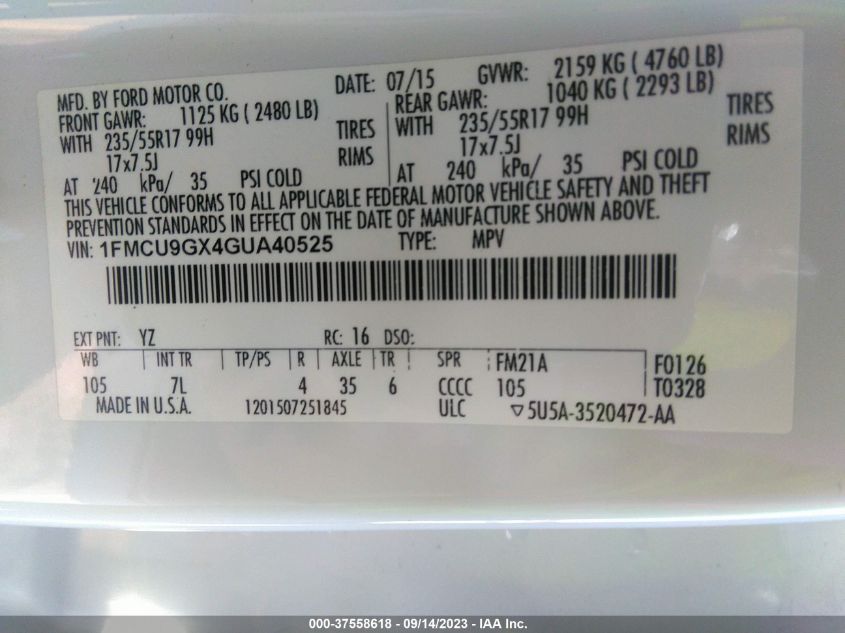 MFD. BY FORD MOTOR CO. DATE: 07/15 GVWR: 2159 KG ( 4760 LB)
FRONT GAWR: 1125 KG ( 2480 LB) REAR GAWR: 1040 KG ( 2293 LB)
WITH 235/55R17 99H TIRES WITH 235/55R17 99H TIRES
17x7.5J RIMS 17x7.5J RIMS
AT 240 kPa/ 35 PSI COLD AT 240 kPa/ 35 PSI COLD
THIS VEHICLE CONFORMS TO ALL APPLICABLE FEDERAL MOTOR VEHICLE SAFETY AND THEFT
PREVENTION STANDARDS IN EFFECT ON THE DATE OF MANUFACTURE SHOWN ABOVE.
VIN: 1FMCU9GX4GUA40525 TYPE: MPV
EXT PNT: YZ RC: 16 DSO:
WB INT TR TP/PS R AXLE TR SPR FM21A F0126
105 7L 4 35 6 CCCC 105 T0328
MADE IN U.S.A. 1201507251845 ULC ▽5U5A-3520472-AA
000-37558618 - 09/14/2023 - IAA Inc.